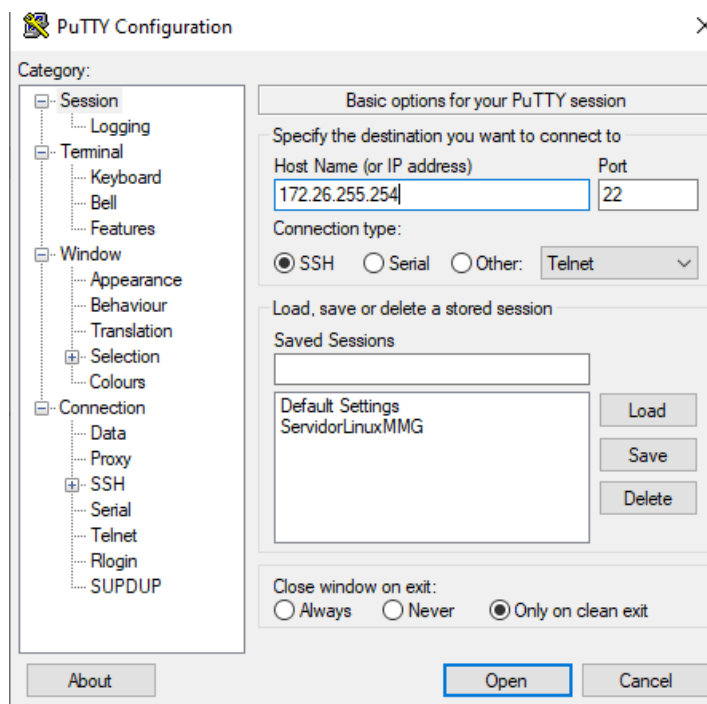 PuTTY Configuration
Category:
Session
Logging
Terminal
Keyboard
Bell
Features
Window
Appearance
Behaviour
Translation
Selection
Colours
Connection
Data
Proxy
SSH
Serial
Telnet
Rlogin
SUPDUP
Basic options for your PuTTY session
Specify the destination you want to connect to
Host Name (or IP address) Port
172.26.255.254 22
Connection type:
SSH Serial Other: Telnet
Load, save or delete a stored session
Saved Sessions
Default Settings
ServidorLinuxMMG
Load
Save
Delete
Close window on exit:
Always Never Only on clean exit
About Open Cancel